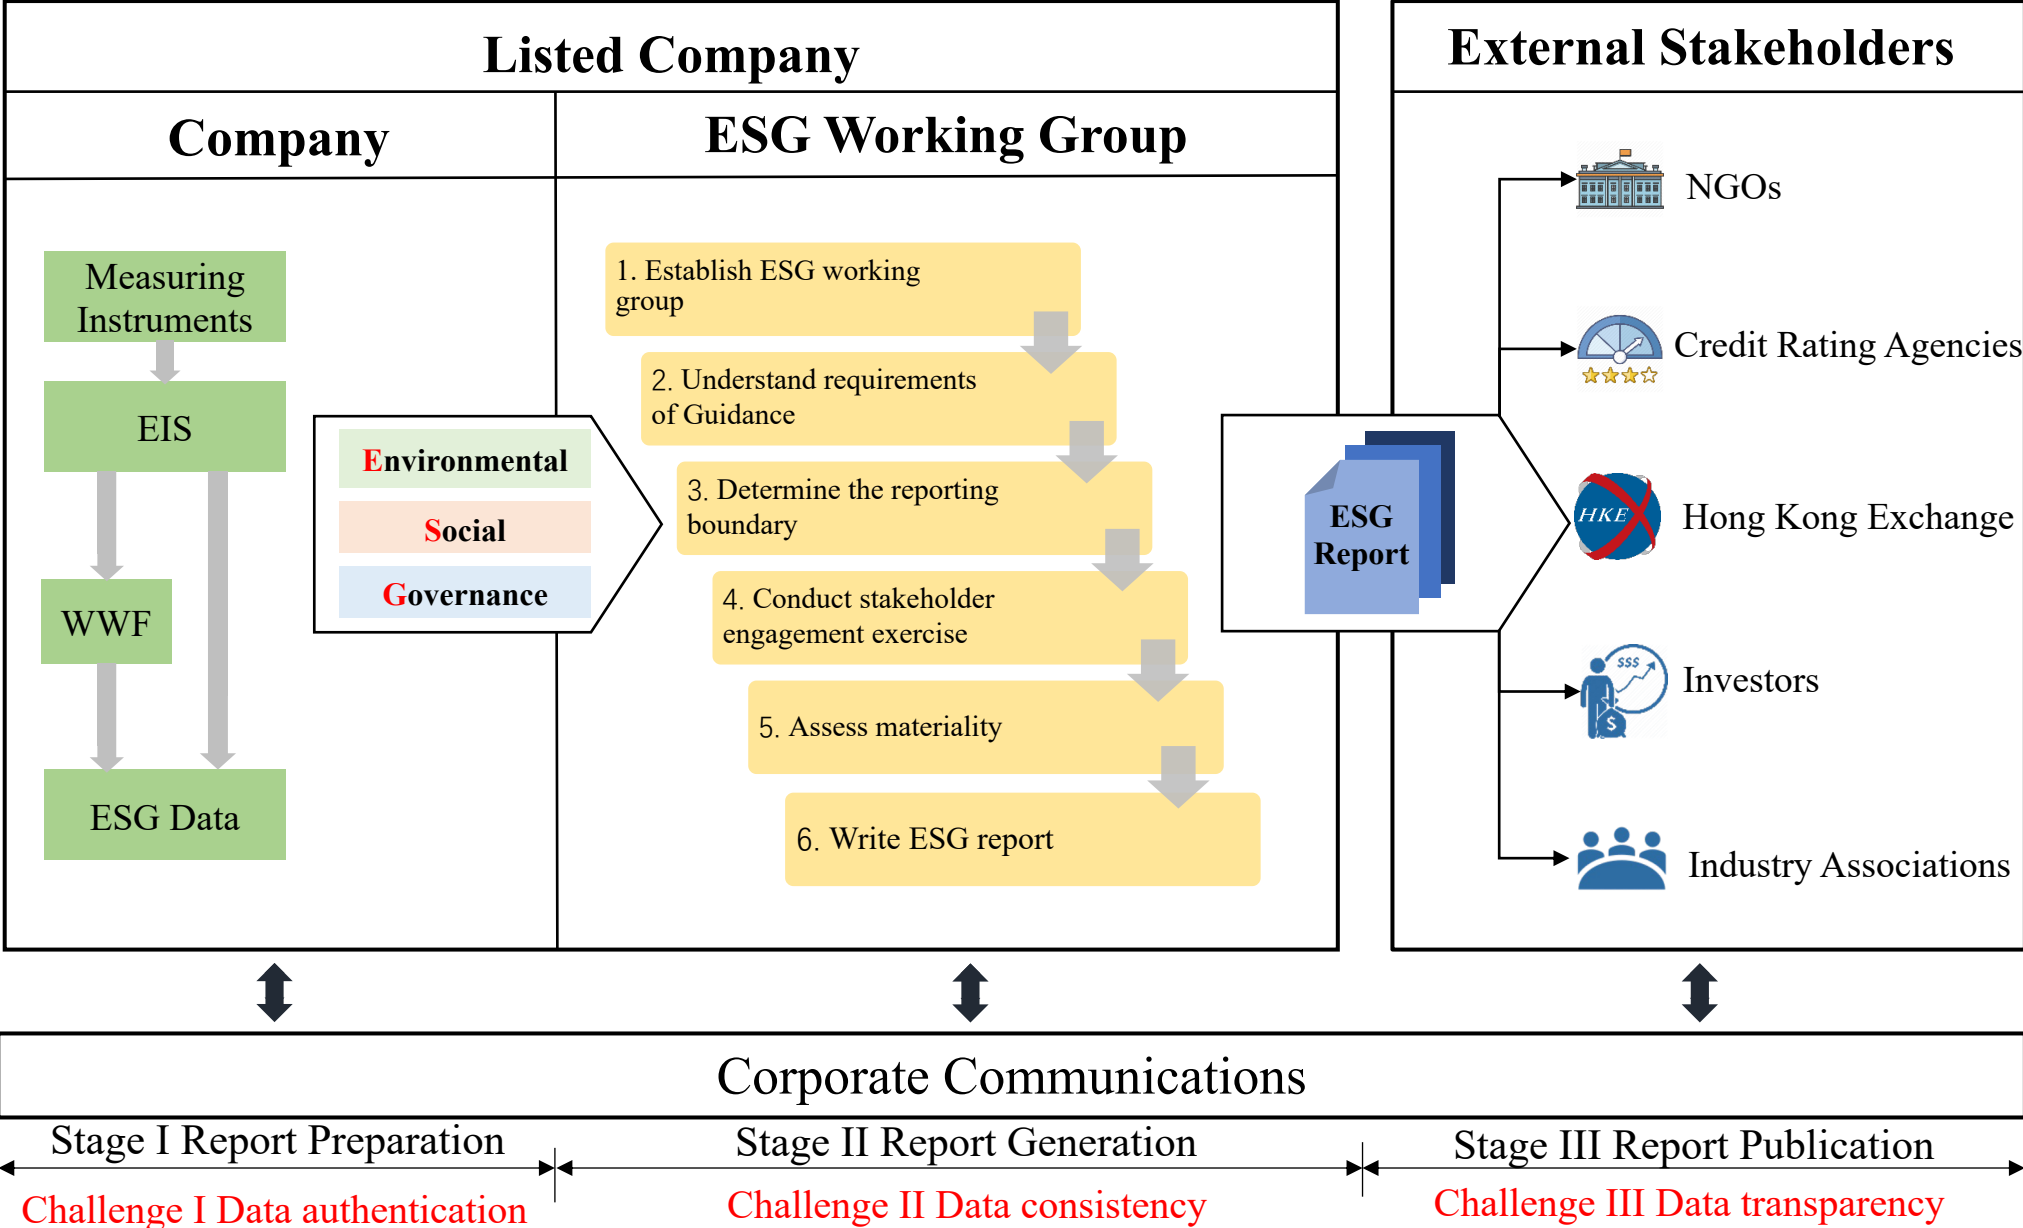 Listed Company
External Stakeholders
Company
ESG Working Group
Measuring
Instruments
EIS
WWF
ESG Data
Environmental
Social
Governance
1. Establish ESG working
group
2. Understand requirements
of Guidance
3. Determine the reporting
boundary
4. Conduct stakeholder
engagement exercise
5. Assess materiality
6. Write ESG report
ESG
Report
NGOs
Credit Rating Agencies
HKEX
Hong Kong Exchange
$$$
$
Investors
Industry Associations
Corporate Communications
Stage I Report Preparation
Stage II Report Generation
Stage III Report Publication
Challenge I Data authentication
Challenge II Data consistency
Challenge III Data transparency